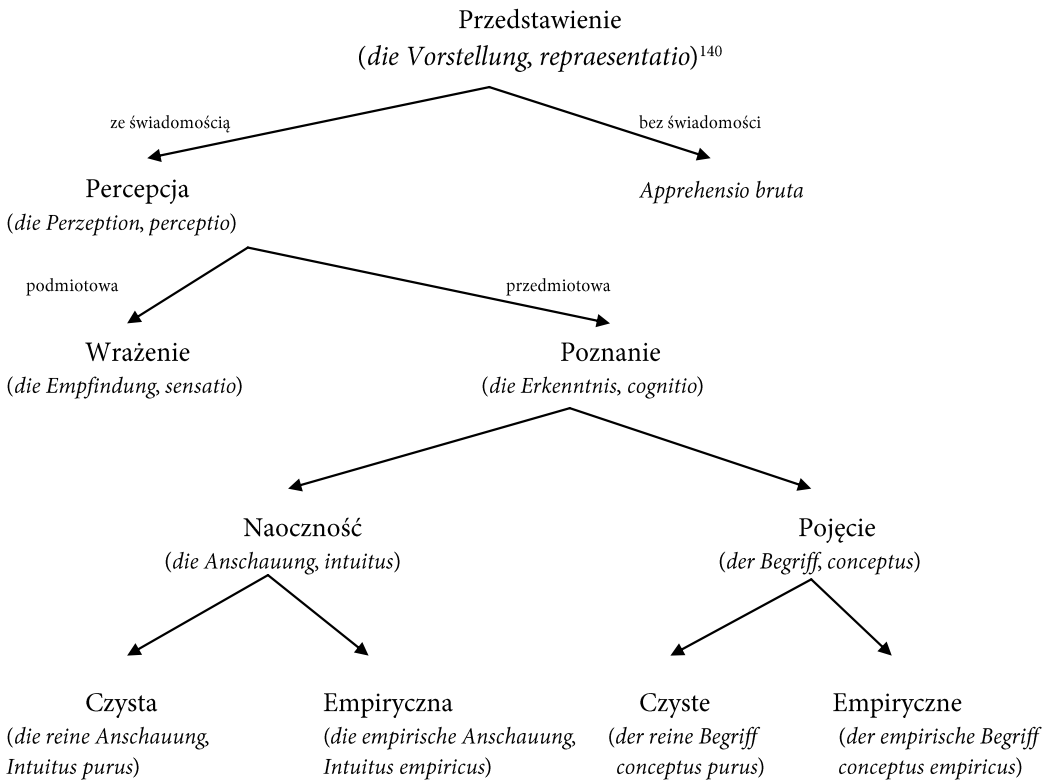 Przedstawienie
(die Vorstellung, repraesentatio)¹⁴⁰
ze świadomością
bez świadomości
Percepcja
(die Perzeption, perceptio)
Apprehensio bruta
podmiotowa
przedmiotowa
Wrażenie
(die Empfindung, sensatio)
Poznanie
(die Erkenntnis, cognitio)
Naoczność
(die Anschauung, intuitus)
Pojęcie
(der Begriff, conceptus)
Czysta
(die reine Anschauung,
Intuitus purus)
Empiryczna
(die empirische Anschauung,
Intuitus empiricus)
Czyste
(der reine Begriff
conceptus purus)
Empiryczne
(der empirische Begriff
conceptus empiricus)